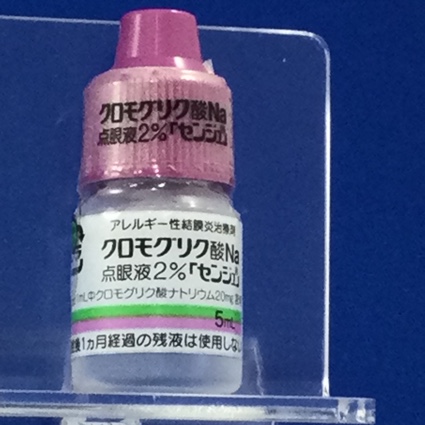 クロモグリク酸Na
点眼液2%「センジュ」
アレルギー性結膜炎治療剤
クロモグリク酸Na
点眼液2%「センジュ」
1mL中クロモグリク酸ナトリウム20mg
5mL
後1ヵ月経過の残液は使用しない